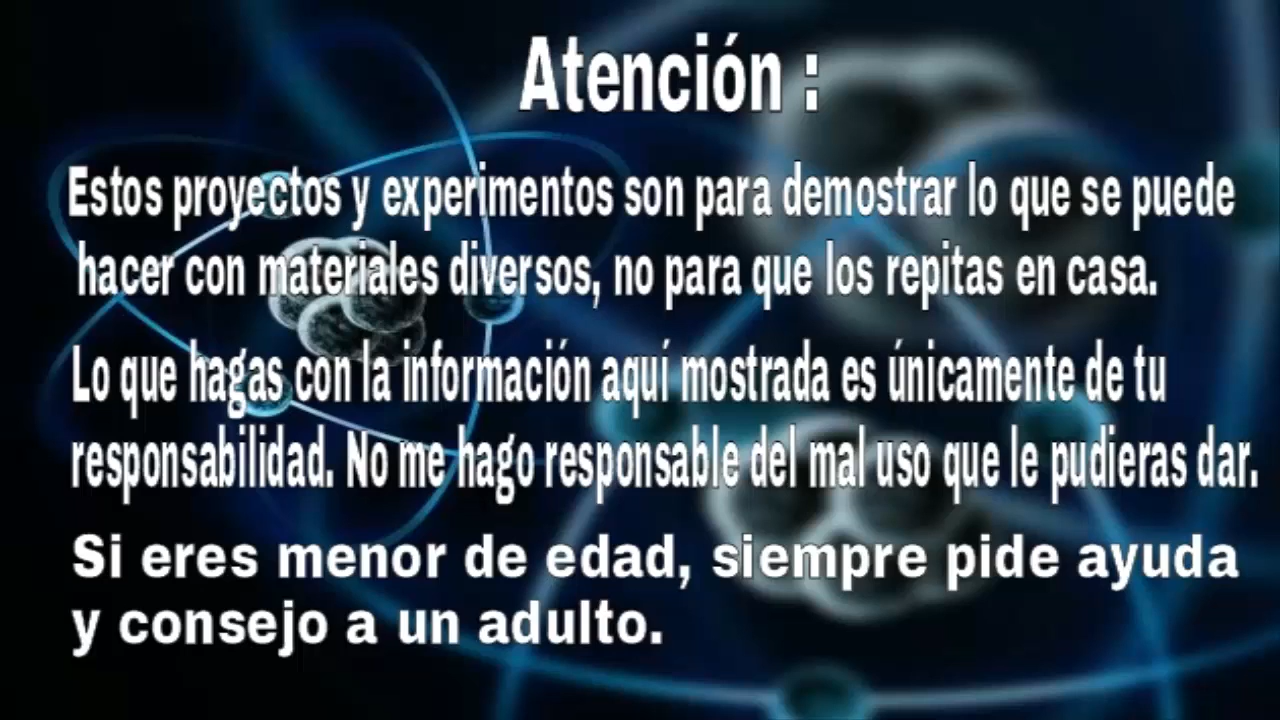 Atención :
Estos proyectos y experimentos son para demostrar lo que se puede
hacer con materiales diversos, no para que los repitas en casa.
Lo que hagas con la información aquí mostrada es únicamente de tu
responsabilidad. No me hago responsable del mal uso que le pudieras dar.
Si eres menor de edad, siempre pide ayuda
y consejo a un adulto.